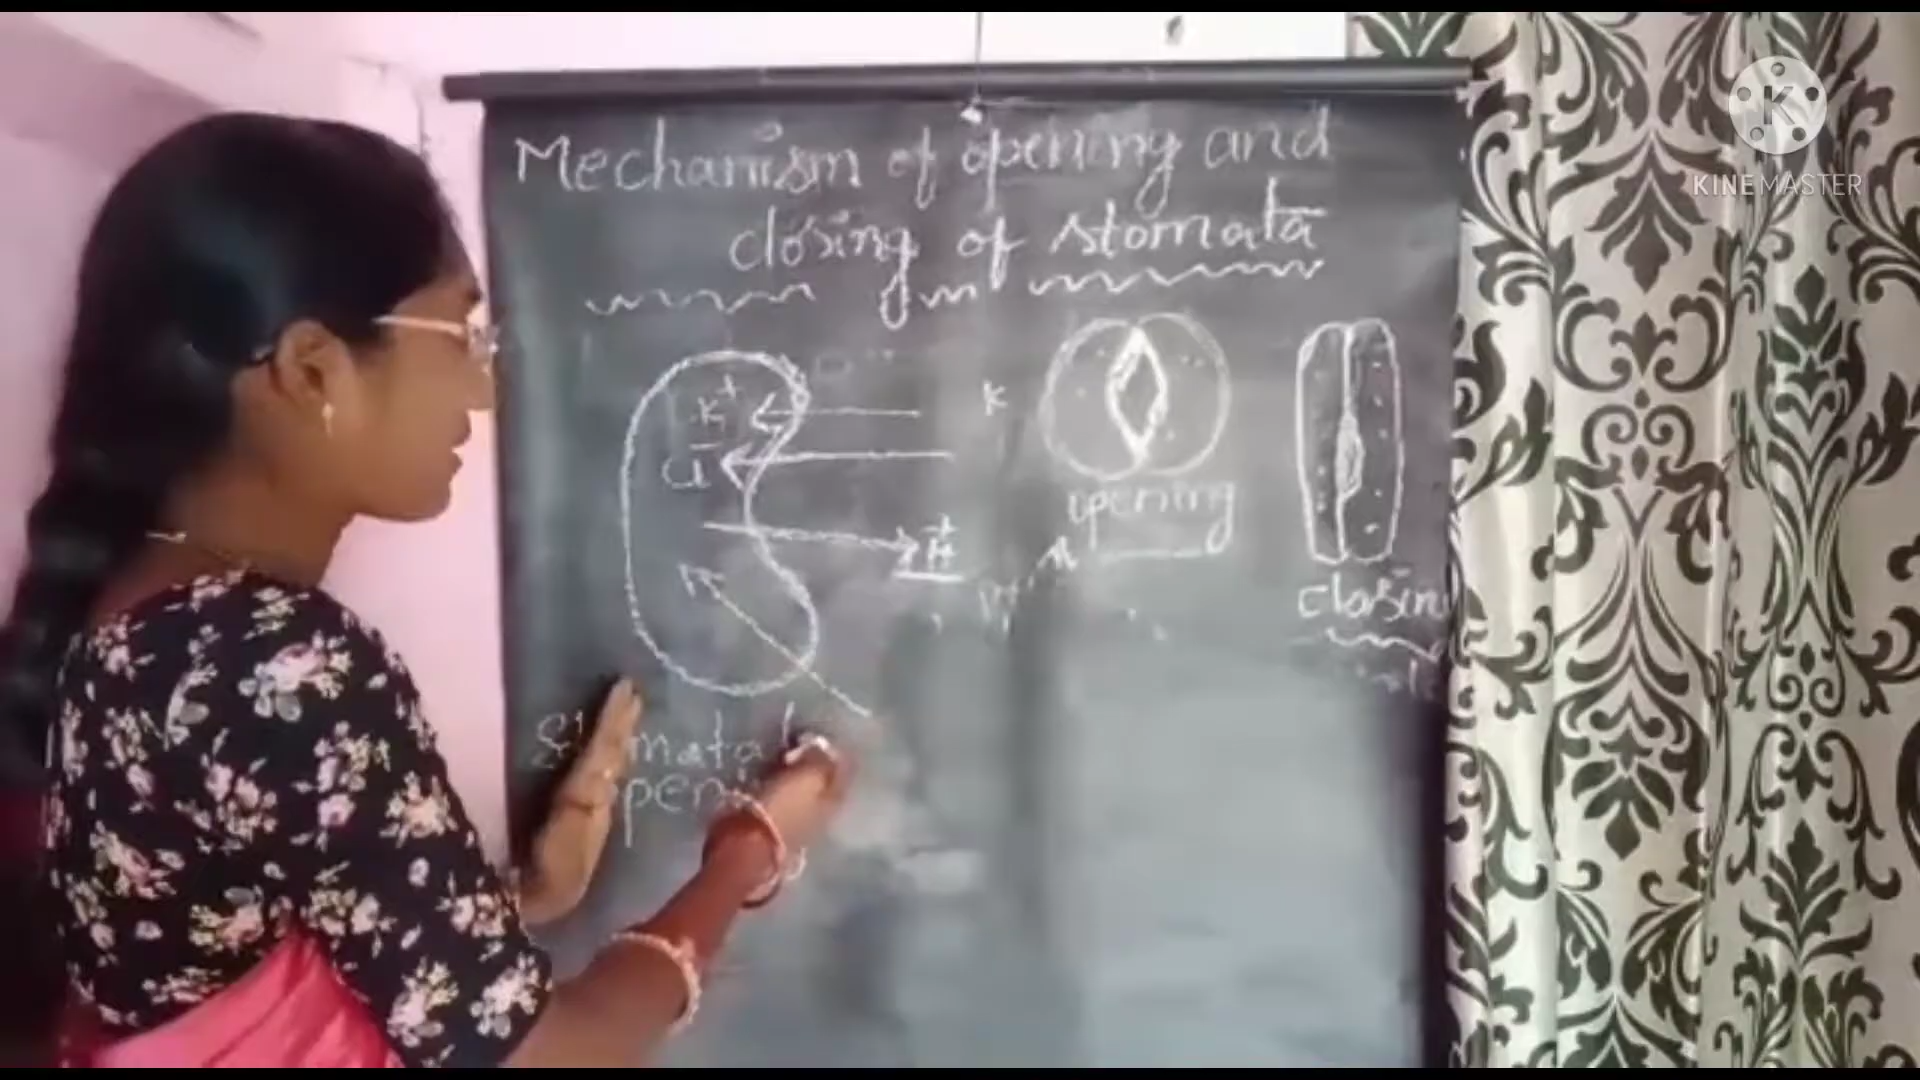 Mechanism of opening and
closing of stomata
K⁺
Cl⁻
K
H⁺
opening
closing
KINEMASTER